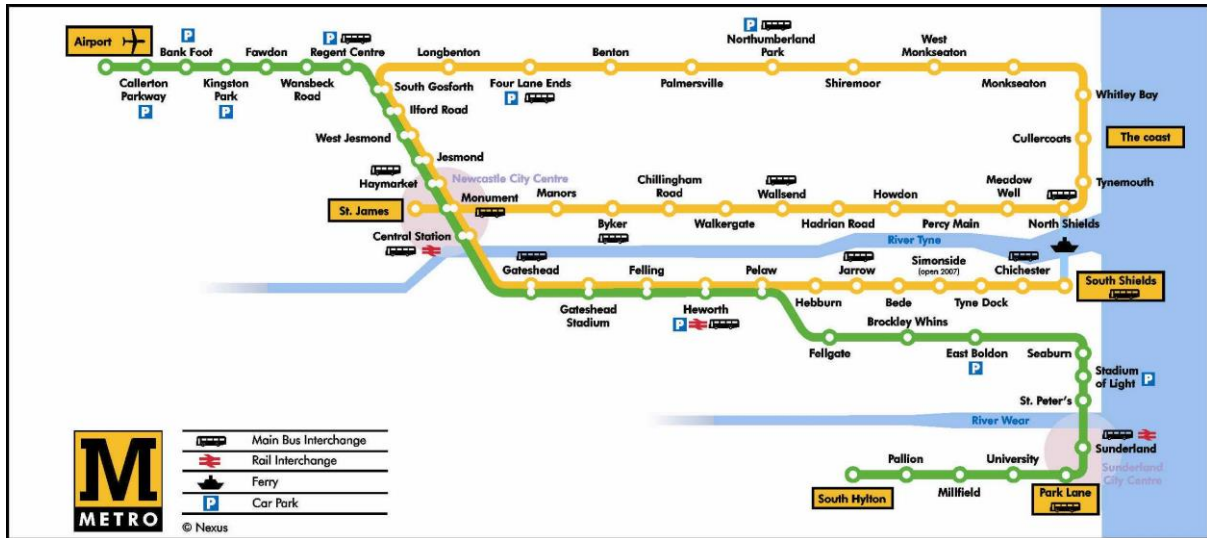 Airport
Bank Foot
Fawdon
Regent Centre
Callerton
Parkway
Kingston
Park
Wansbeck
Road
Longbenton
Benton
Northumberland
Park
West
Monkseaton
South Gosforth
Four Lane Ends
Palmersville
Shiremoor
Monkseaton
Ilford Road
Whitley Bay
West Jesmond
Cullercoats
The coast
Jesmond
Haymarket
Newcastle City Centre
Tynemouth
St. James
Monument
Manors
Chillingham
Road
Wallsend
Howdon
Meadow
Well
Byker
Walkergate
Hadrian Road
Percy Main
North Shields
Central Station
River Tyne
Gateshead
Felling
Pelaw
Jarrow
Simonside
(open 2007)
Chichester
South Shields
Gateshead
Stadium
Heworth
Hebburn
Bede
Tyne Dock
Brockley Whins
Fellgate
East Boldon
Seaburn
Stadium
of Light
St. Peter's
River Wear
Sunderland
Sunderland
City Centre
Pallion
University
South Hylton
Millfield
Park Lane
M
METRO
Main Bus Interchange
Rail Interchange
Ferry
P Car Park
© Nexus
P
P
P
P
P
P
P
P
P